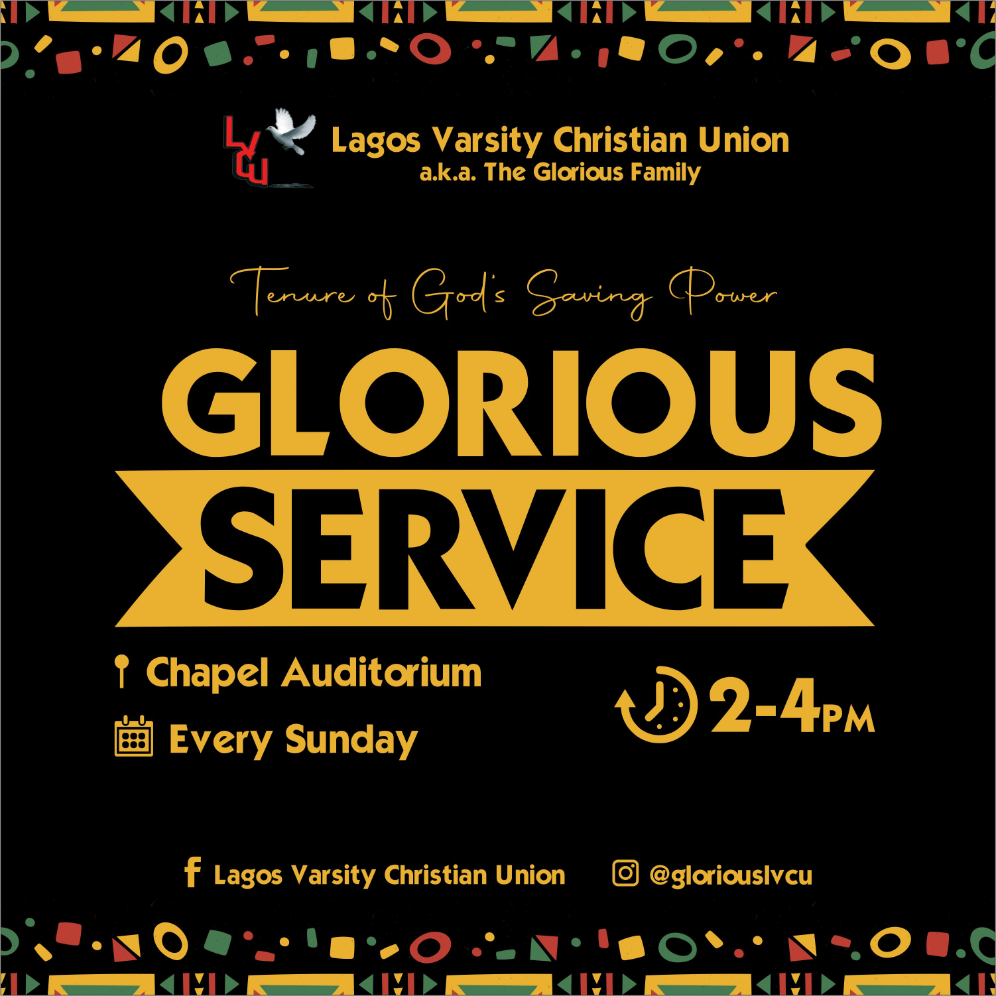 LVCU
Lagos Varsity Christian Union
a.k.a. The Glorious Family
Tenure of God's Saving Power
GLORIOUS
SERVICE
Chapel Auditorium
Every Sunday
2-4PM
Lagos Varsity Christian Union
@gloriouslvcu